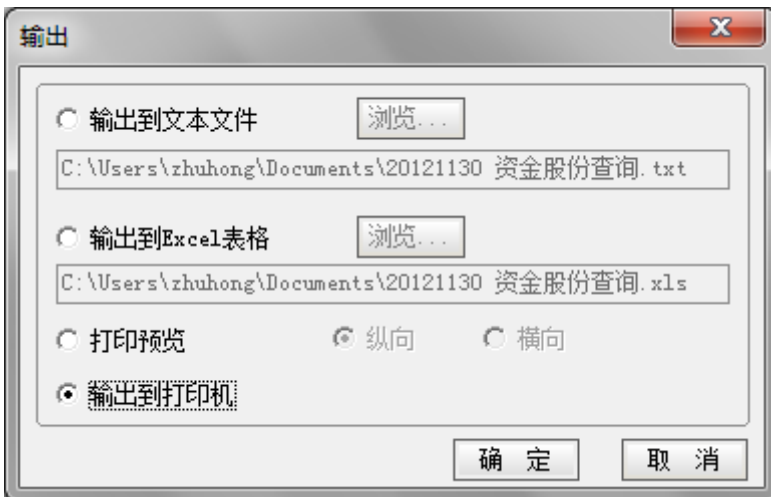 输出
输出到文本文件 浏览...
C:\Users\zhuhong\Documents\20121130 资金股份查询.txt
输出到Excel表格 浏览...
C:\Users\zhuhong\Documents\20121130 资金股份查询.xls
打印预览 纵向 横向
输出到打印机
确 定 取 消